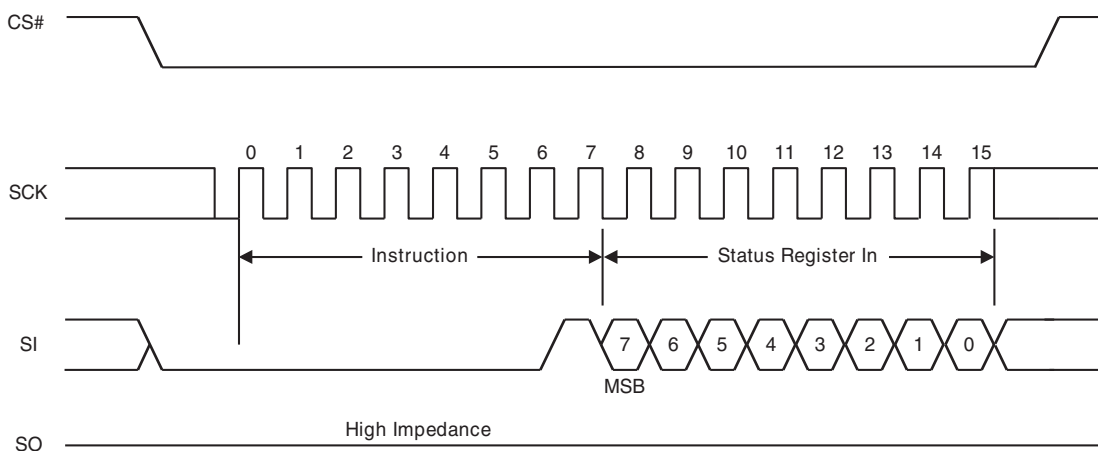 CS#
0 1 2 3 4 5 6 7 8 9 10 11 12 13 14 15
SCK
Instruction Status Register In
SI 7 6 5 4 3 2 1 0
MSB
High Impedance
SO